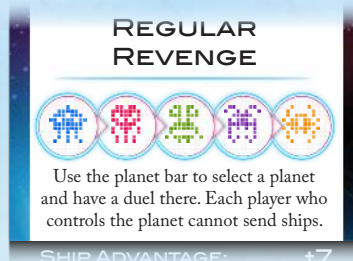 REGULAR
REVENGE
Use the planet bar to select a planet
and have a duel there. Each player who
controls the planet cannot send ships.
SHIP ADVANTAGE: +7